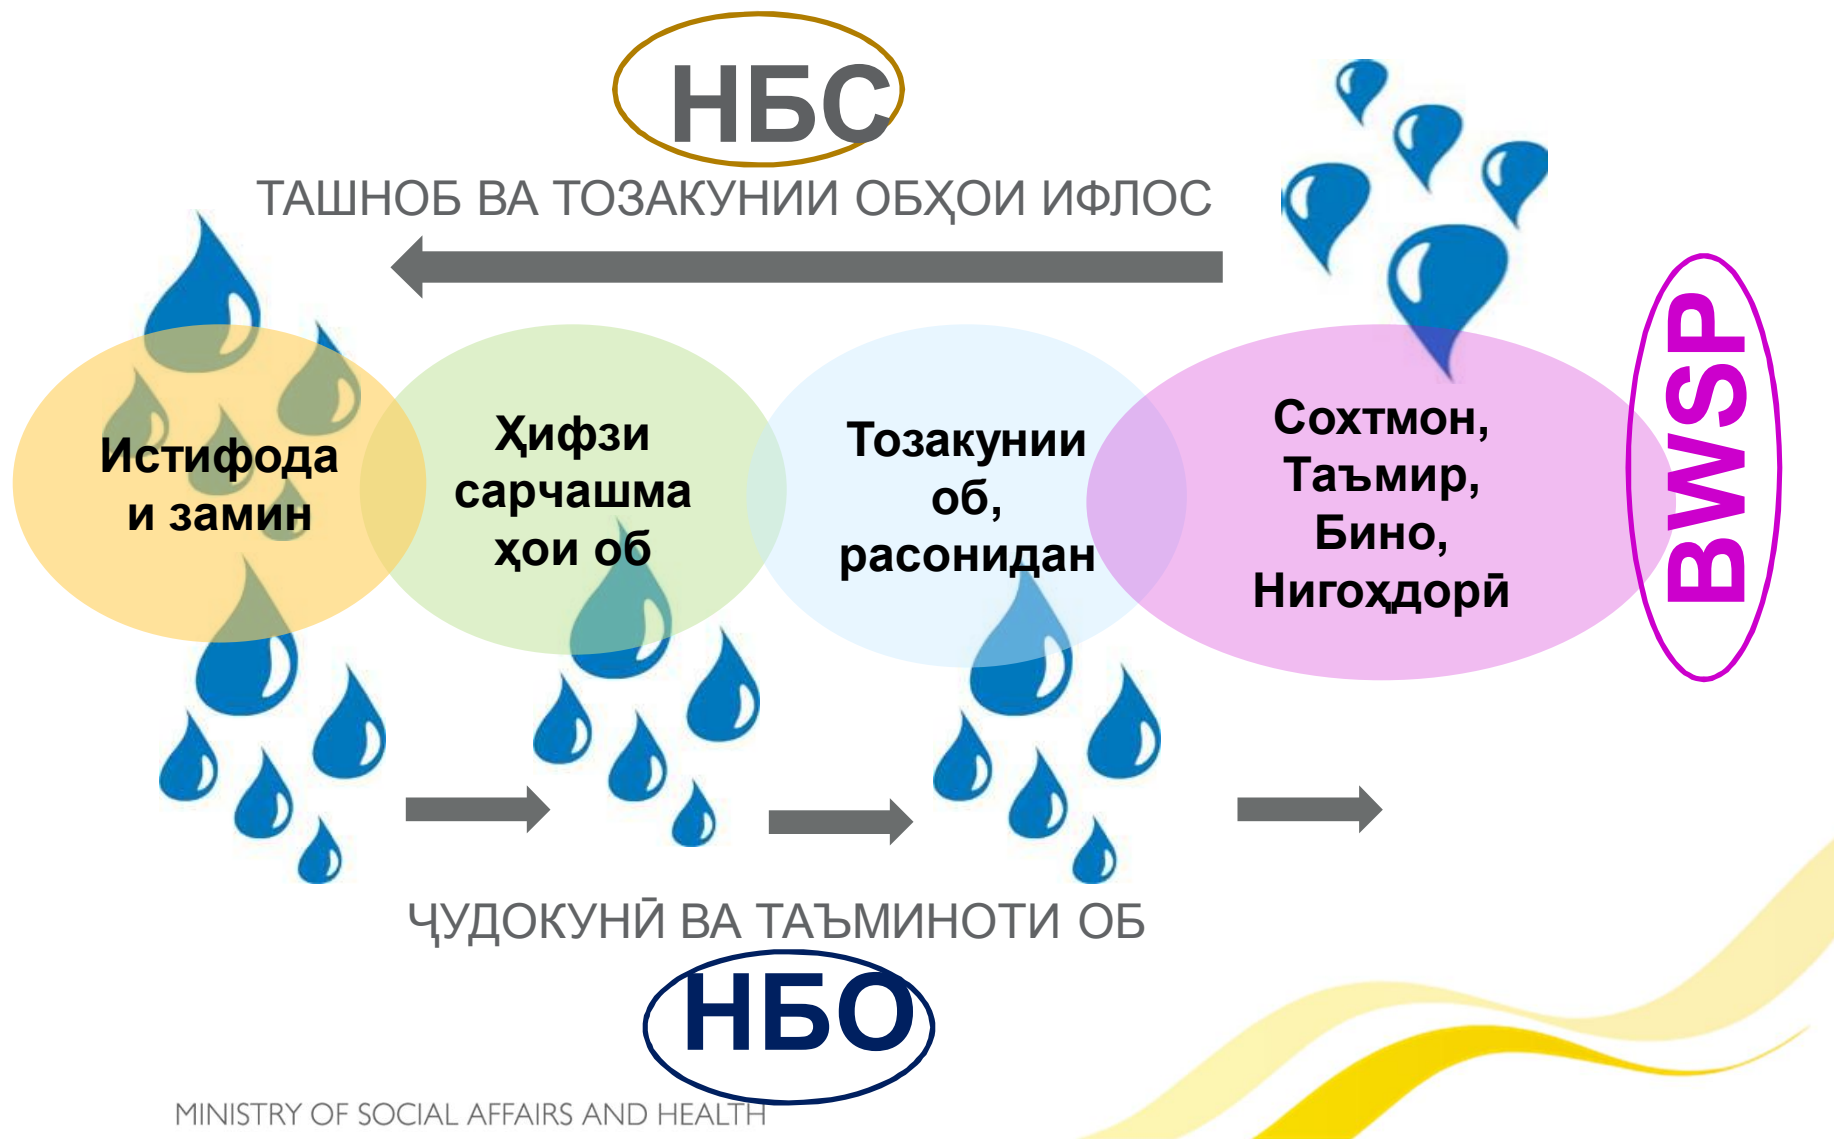 НБС
ТАШНОБ ВА ТОЗАКУНИИ ОБҲОИ ИФЛОС
Истифода
и замин
Ҳифзи
сарчашма
ҳои об
Тозакунии
об,
расонидан
Сохтмон,
Таъмир,
Бино,
Нигоҳдорӣ
BWSP
ҶУДОКУНӢ ВА ТАЪМИНОТИ ОБ
НБО
MINISTRY OF SOCIAL AFFAIRS AND HEALTH